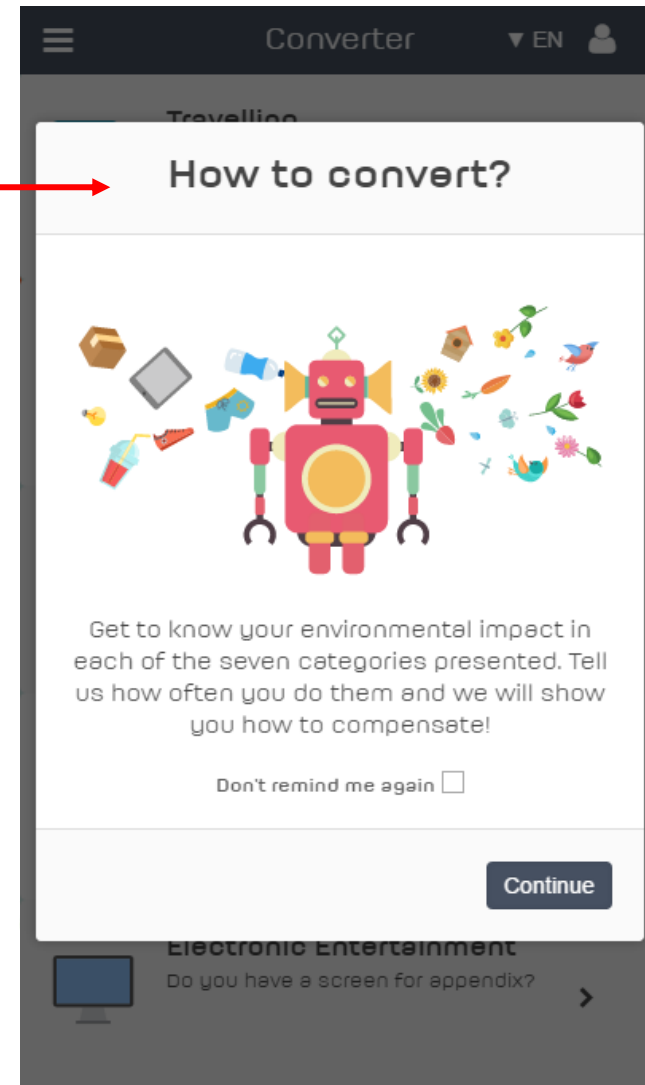 Converter
▼ EN
Travelling
How to convert?
Get to know your environmental impact in
each of the seven categories presented. Tell
us how often you do them and we will show
you how to compensate!
Don't remind me again
Continue
Electronic Entertainment
Do you have a screen for appendix?